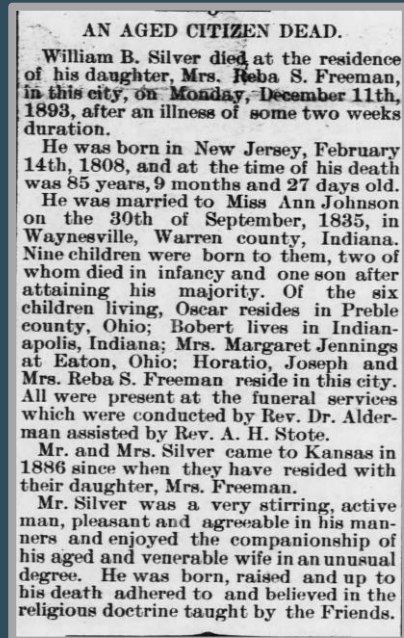 AN AGED CITIZEN DEAD.
William B. Silver died at the residence
of his daughter, Mrs. Reba S. Freeman,
in this city, on Monday, December 11th,
1893, after an illness of some two weeks
duration.
He was born in New Jersey, February
14th, 1808, and at the time of his death
was 85 years, 9 months and 27 days old.
He was married to Miss Ann Johnson
on the 30th of September, 1835, in
Waynesville, Warren county, Indiana.
Nine children were born to them, two of
whom died in infancy and one son after
attaining his majority. Of the six
children living, Oscar resides in Preble
county, Ohio; Bobert lives in Indian-
apolis, Indiana; Mrs. Margaret Jennings
at Eaton, Ohio; Horatio, Joseph and
Mrs. Reba S. Freeman reside in this city.
All were present at the funeral services
which were conducted by Rev. Dr. Alder-
man assisted by Rev. A. H. Stote.
Mr. and Mrs. Silver came to Kansas in
1886 since when they have resided with
their daughter, Mrs. Freeman.
Mr. Silver was a very stirring, active
man, pleasant and agreeable in his man-
ners and enjoyed the companionship of
his aged and venerable wife in an unusual
degree. He was born, raised and up to
his death adhered to and believed in the
religious doctrine taught by the Friends.